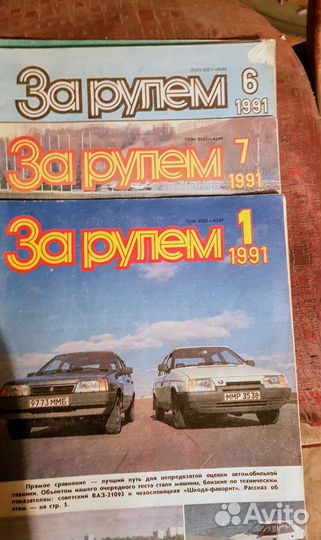 ISSN 0321—4249
За рулем 6
1991
ISSN 0321—4249
За рулем 7
1991
ISSN 0321—4249
За рулем 1
1991
9773 ММБ
ММР 3538
Прямое сравнение — лучший путь для непредвзятой оценки автомобильной
техники. Объектом нашего очередного теста стали машины, близкие по техническим
показателям: советский ВАЗ-21093 и чехословацкая «Шкода-фаворит». Рассказ об
этом — на стр. 5.
Avito